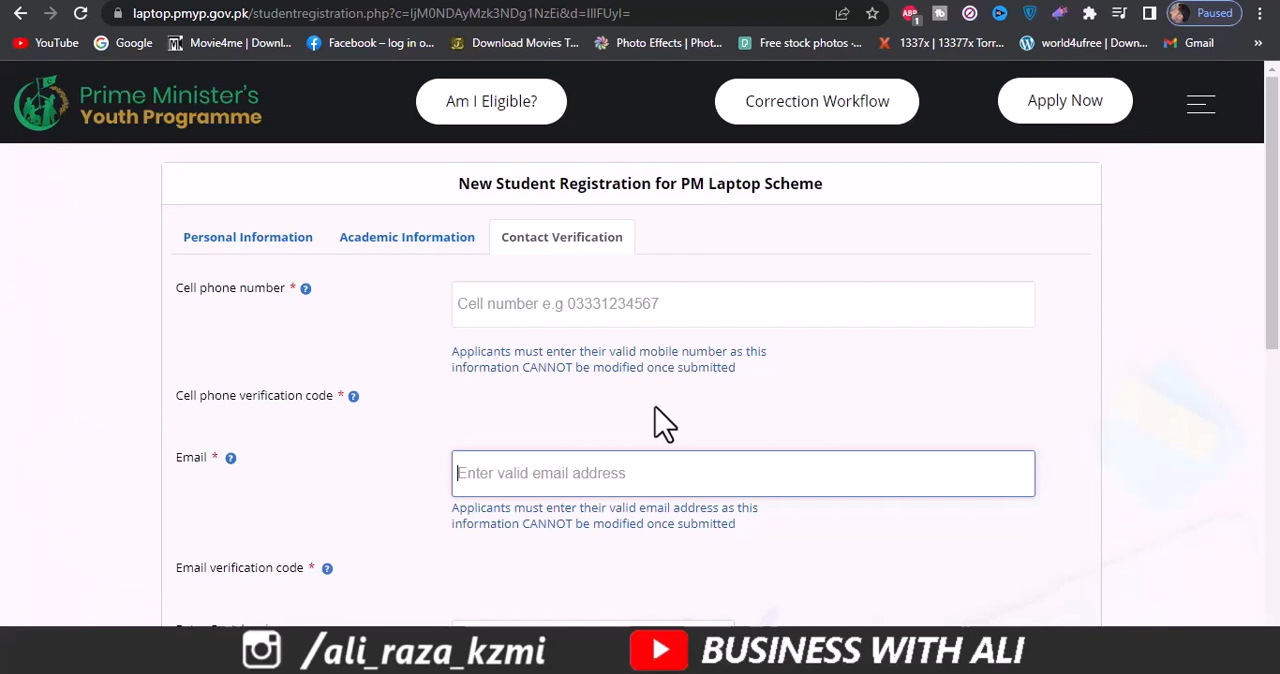 laptop.pmyp.gov.pk/studentregistration.php?c=IjM0NDAyMzk3NDg1NzEi&d=IllFUyI=
Paused
YouTube
Google
Movie4me | Downl...
Facebook – log in o...
Download Movies T...
Photo Effects | Phot...
Free stock photos -...
1337x | 13377x Torr...
world4ufree | Down...
Gmail
»
Prime Minister's
Youth Programme
Am I Eligible?
Correction Workflow
Apply Now
New Student Registration for PM Laptop Scheme
Personal Information
Academic Information
Contact Verification
Cell phone number *
Cell number e.g 03331234567
Applicants must enter their valid mobile number as this
information CANNOT be modified once submitted
Cell phone verification code *
Email *
Enter valid email address
Applicants must enter their valid email address as this
information CANNOT be modified once submitted
Email verification code *
/ali_raza_kzmi
BUSINESS WITH ALI